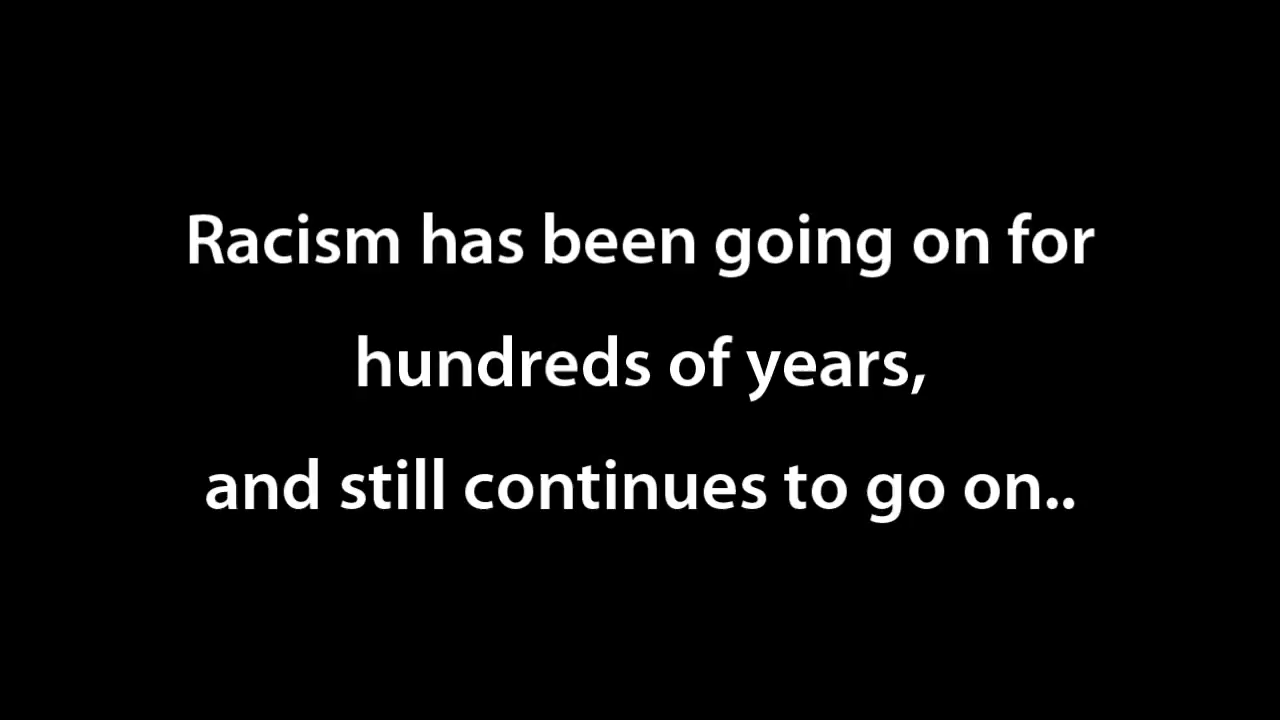 Racism has been going on for
hundreds of years,
and still continues to go on..